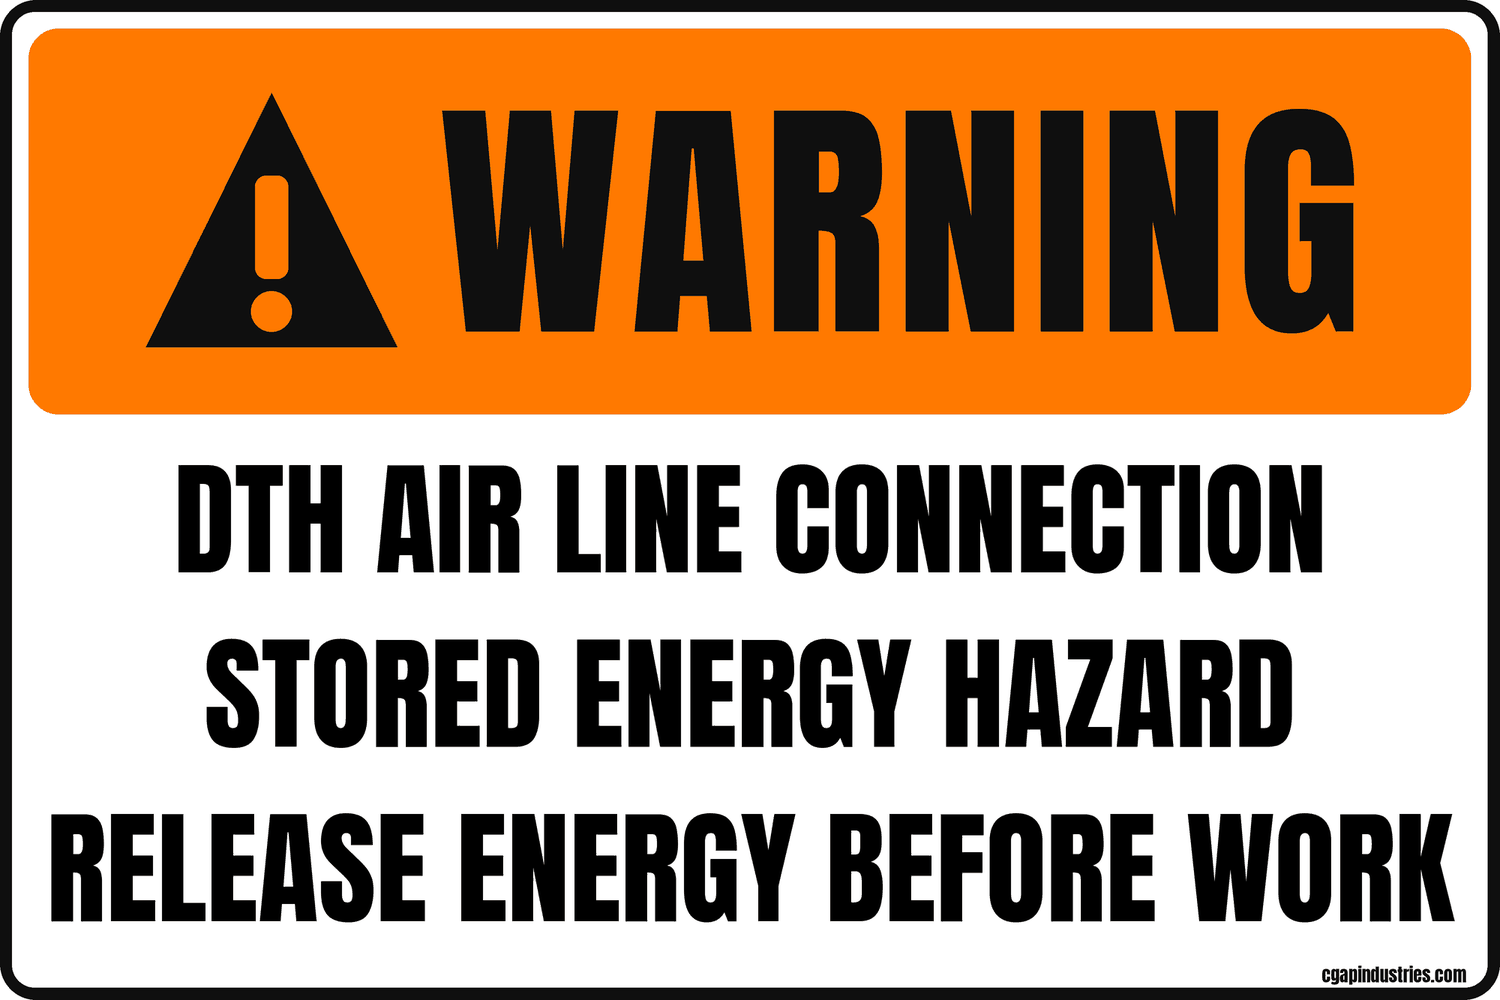 WARNING
DTH AIR LINE CONNECTION
STORED ENERGY HAZARD
RELEASE ENERGY BEFORE WORK
cgapindustries.com